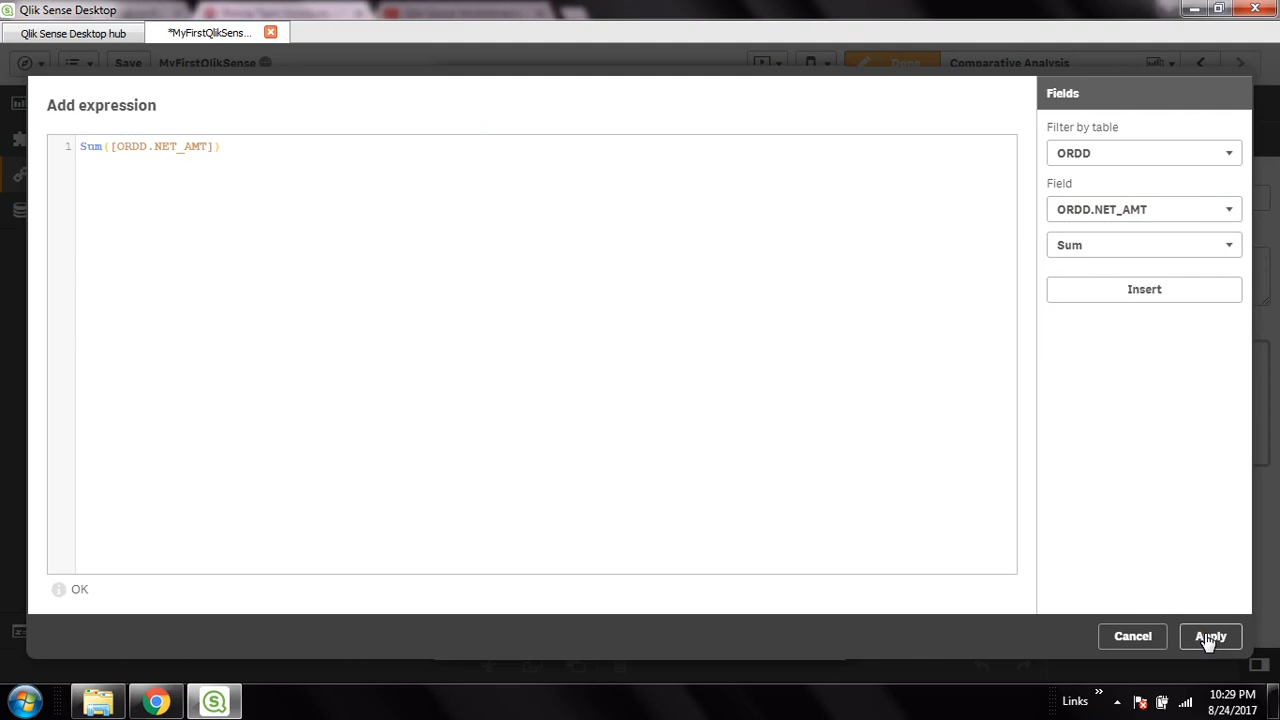 Qlik Sense Desktop
Qlik Sense Desktop hub
*MyFirstQlikSens...
Save
MyFirstQlikSense
Done
Comparative Analysis
Add expression
Fields
1 Sum([ORDD.NET_AMT])
Filter by table
ORDD
Field
ORDD.NET_AMT
Sum
Insert
OK
Cancel
Apply
Links
10:29 PM
8/24/2017